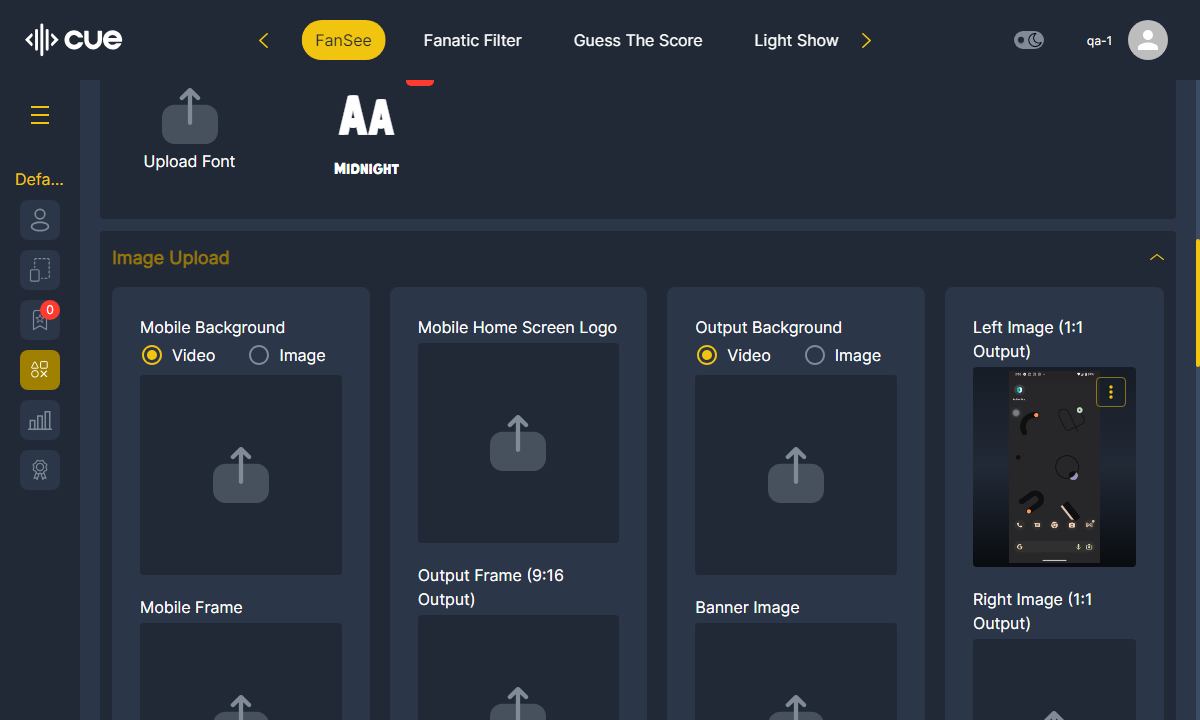 cue
FanSee
Fanatic Filter
Guess The Score
Light Show
qa-1
Upload Font
AA
MIDNIGHT
Defa...
0
Image Upload
Mobile Background
Video
Image
Mobile Frame
Mobile Home Screen Logo
Output Frame (9:16
Output)
Output Background
Video
Image
Banner Image
Left Image (1:1
Output)
Right Image (1:1
Output)